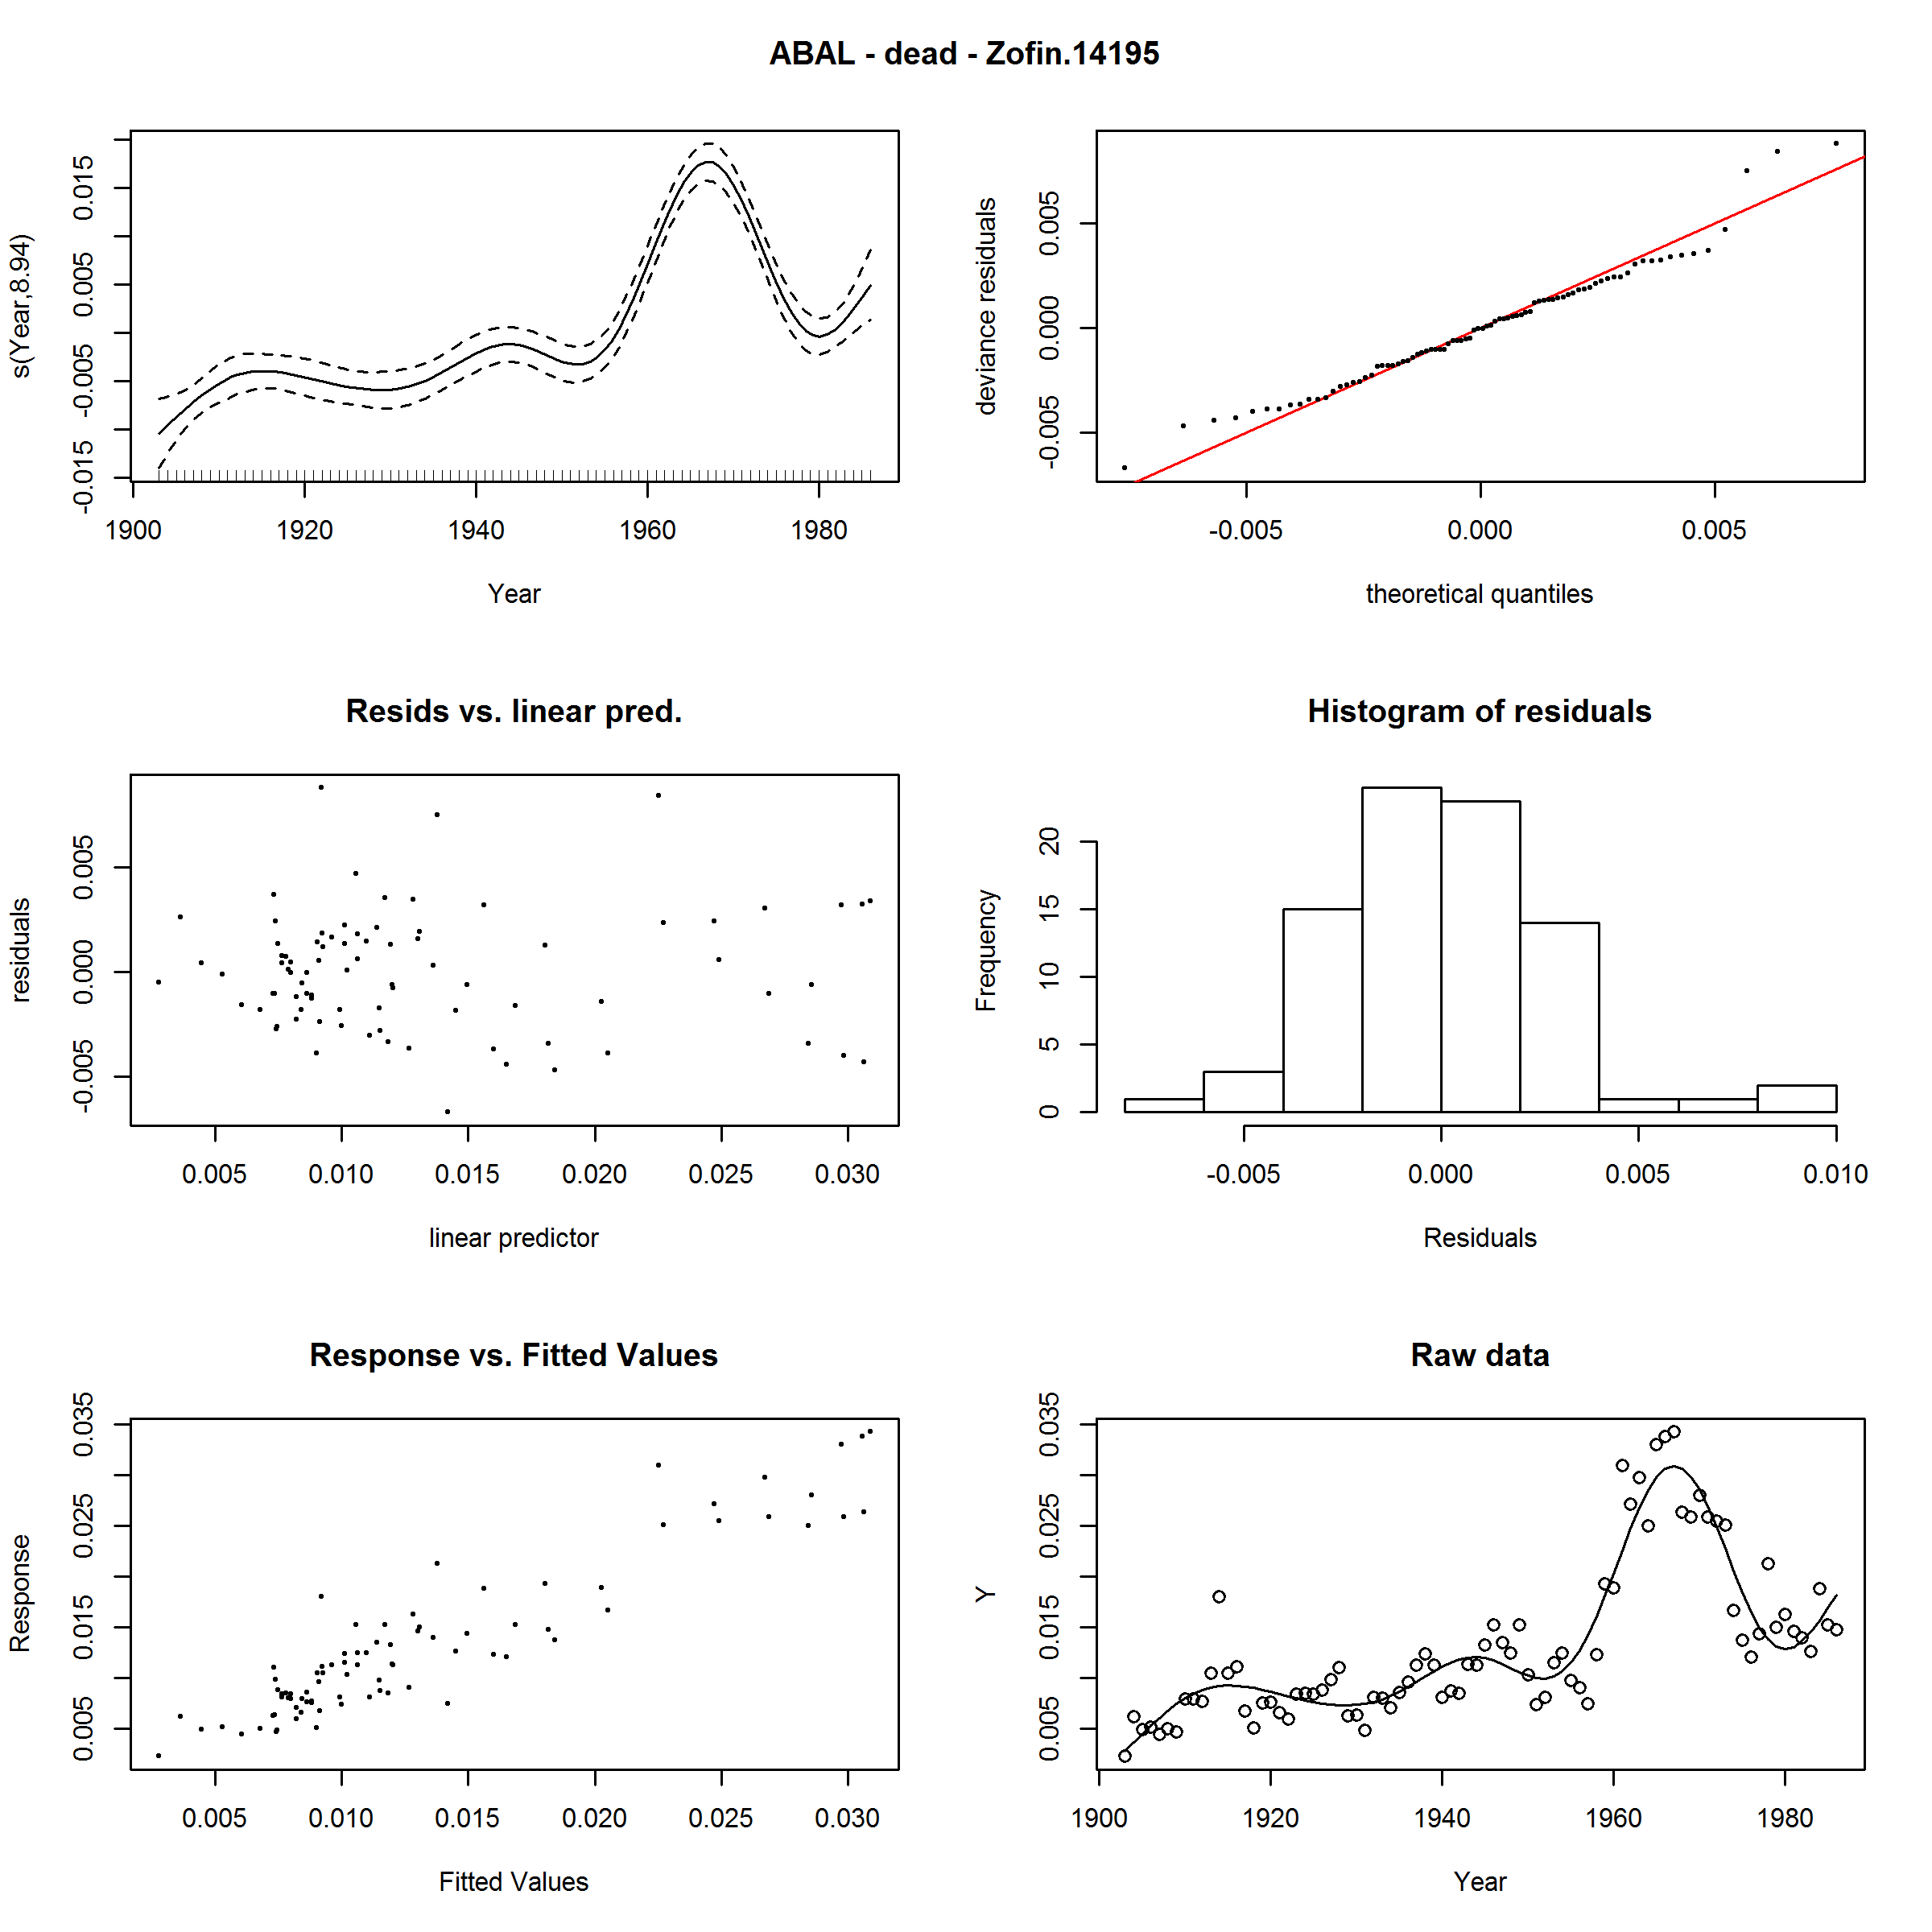 ABAL - dead - Zofin.14195
s(Year,8.94)
-0.015 -0.005 0.005 0.015
1900 1920 1940 1960 1980
Year
deviance residuals
-0.005 0.000 0.005
-0.005 0.000 0.005
theoretical quantiles
Resids vs. linear pred.
residuals
-0.005 0.000 0.005
0.005 0.010 0.015 0.020 0.025 0.030
linear predictor
Histogram of residuals
Frequency
0 5 10 15 20
-0.005 0.000 0.005 0.010
Residuals
Response vs. Fitted Values
Response
0.005 0.015 0.025 0.035
0.005 0.010 0.015 0.020 0.025 0.030
Fitted Values
Raw data
Y
0.005 0.015 0.025 0.035
1900 1920 1940 1960 1980
Year